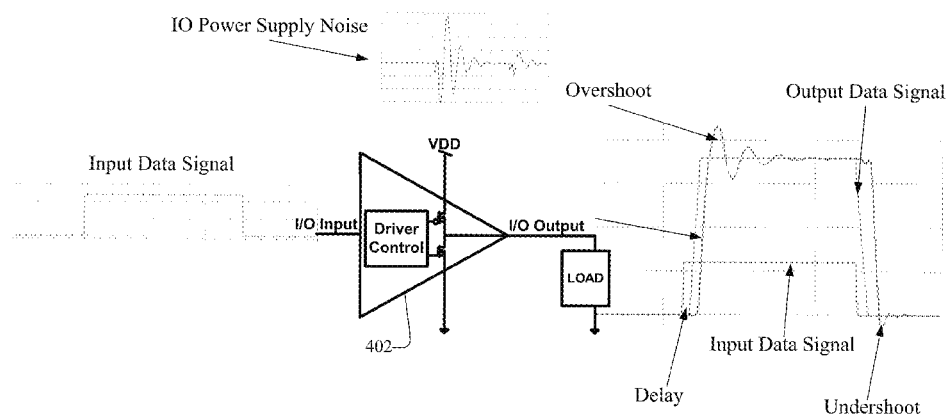 IO Power Supply Noise
Overshoot
Output Data Signal
VDD
Input Data Signal
I/O Input
Driver
Control
I/O Output
LOAD
402
Input Data Signal
Delay
Undershoot